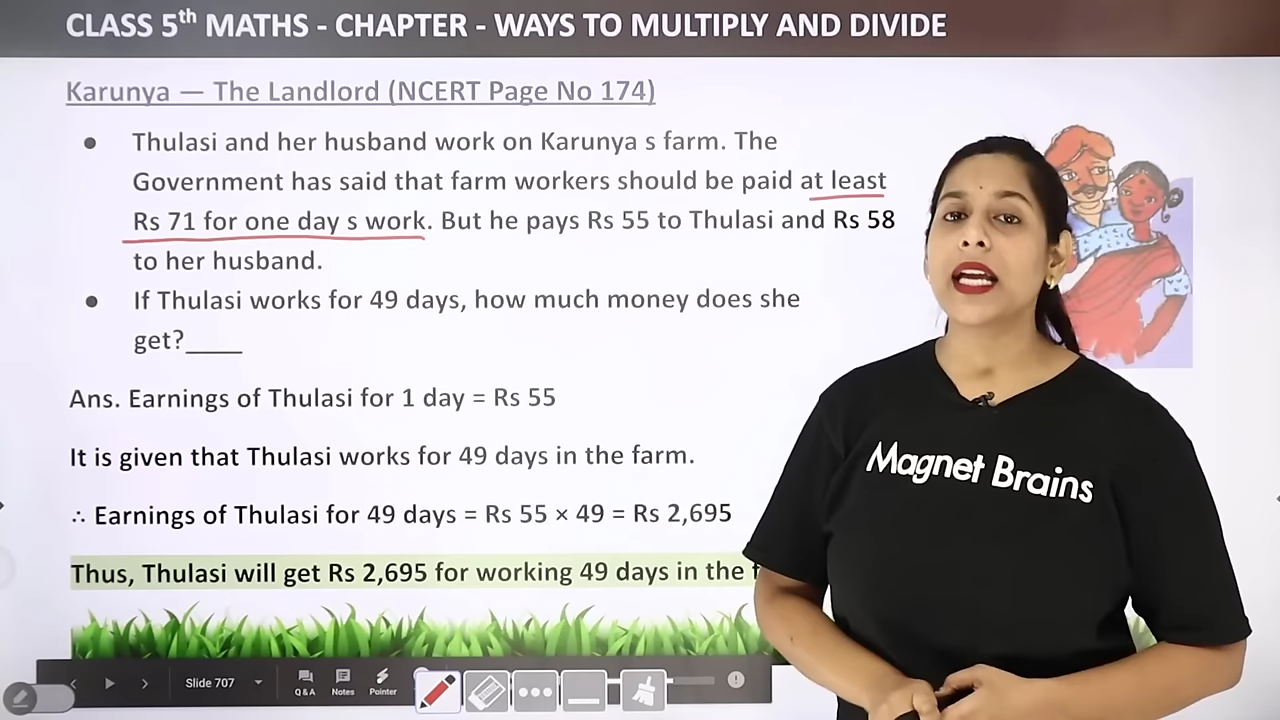 CLASS 5th MATHS - CHAPTER - WAYS TO MULTIPLY AND DIVIDE
Karunya — The Landlord (NCERT Page No 174)
● Thulasi and her husband work on Karunya s farm. The
Government has said that farm workers should be paid at least
Rs 71 for one day s work. But he pays Rs 55 to Thulasi and Rs 58
to her husband.
● If Thulasi works for 49 days, how much money does she
get?____
Ans. Earnings of Thulasi for 1 day = Rs 55
It is given that Thulasi works for 49 days in the farm.
∴ Earnings of Thulasi for 49 days = Rs 55 × 49 = Rs 2,695
Thus, Thulasi will get Rs 2,695 for working 49 days in the
Magnet Brains
Slide 707
Q & A
Notes
Pointer